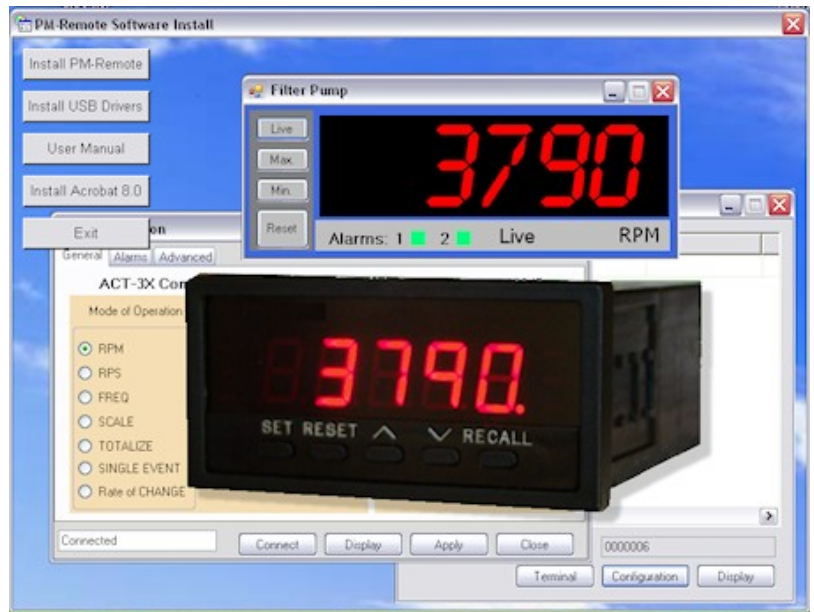 PM-Remote Software Install
Install PM-Remote
Install USB Drivers
User Manual
Install Acrobat 8.0
Exit
Filter Pump
Live
Max.
Min.
Reset
3790
Alarms: 1 2 Live RPM
on
General Alarms Advanced
ACT-3X Con
Mode of Operation
RPM
RPS
FREQ
SCALE
TOTALIZE
SINGLE EVENT
Rate of CHANGE
3790.
SET RESET RECALL
Connected
Connect Display Apply Close
0000006
Terminal Configuration Display